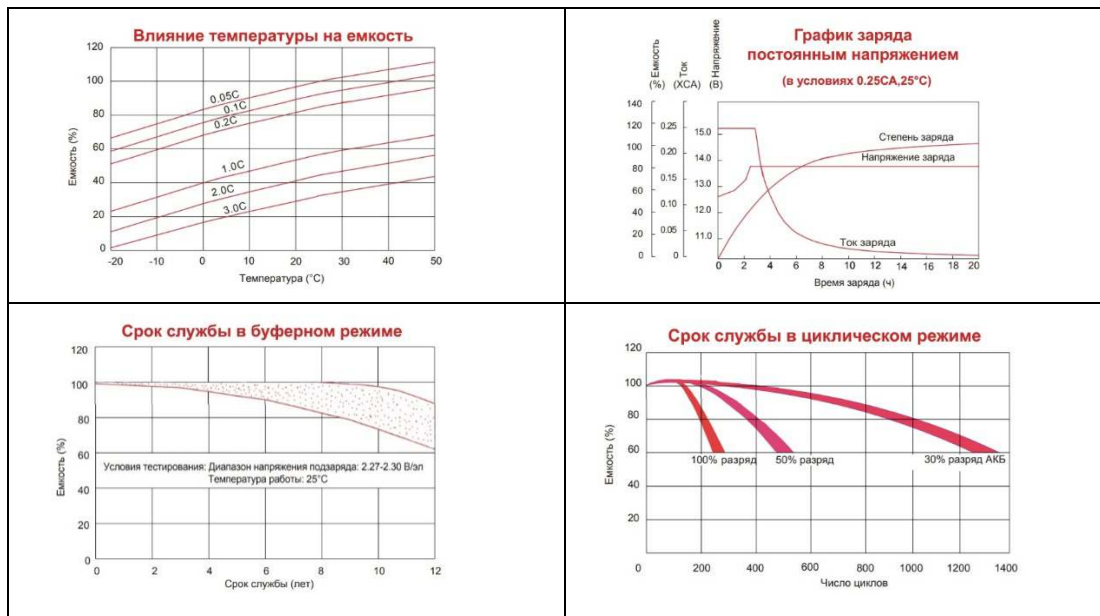 Влияние температуры на емкость
120
100
80
60
40
20
0
Емкость (%)
0.05C
0.1C
0.2C
1.0C
2.0C
3.0C
-20 -10 0 10 20 30 40 50
Температура (°C)
График заряда
постоянным напряжением
(в условиях 0.25CA,25°C)
(%) Емкость
(XCA) Ток
(В) Напряжение
140
120
100
80
60
40
20
0
0.25
0.20
0.15
0.10
0.05
0
15.0
14.0
13.0
12.0
11.0
Степень заряда
Напряжение заряда
Ток заряда
0 2 4 6 8 10 12 14 16 18 20
Время заряда (ч)
Срок службы в буферном режиме
120
100
80
60
40
20
0
Емкость (%)
Условия тестирования: Диапазон напряжения подзаряда: 2.27-2.30 В/эл
Температура работы: 25°C
0 2 4 6 8 10 12
Срок службы (лет)
Срок службы в циклическом режиме
120
100
80
60
40
20
Емкость (%)
100% разряд 50% разряд 30% разряд АКБ
0 200 400 600 800 1000 1200 1400
Число циклов